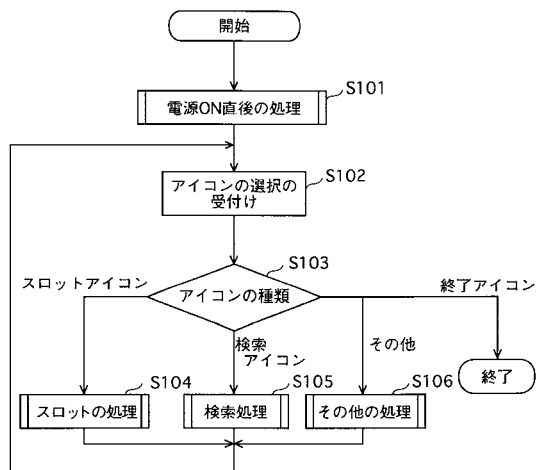 開始
S101
電源ON直後の処理
S102
アイコンの選択の
受付け
S103
スロットアイコン
アイコンの種類
終了アイコン
検索
アイコン
その他
終了
S104
S105
S106
スロットの処理
検索処理
その他の処理